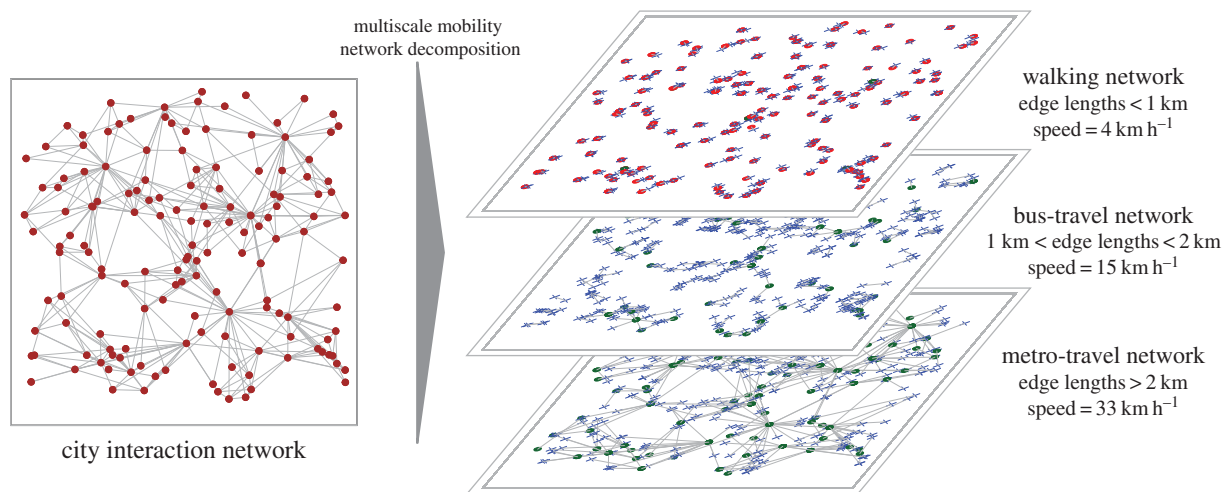 multiscale mobility
network decomposition
city interaction network
walking network
edge lengths < 1 km
speed = 4 km h⁻¹
bus-travel network
1 km < edge lengths < 2 km
speed = 15 km h⁻¹
metro-travel network
edge lengths > 2 km
speed = 33 km h⁻¹